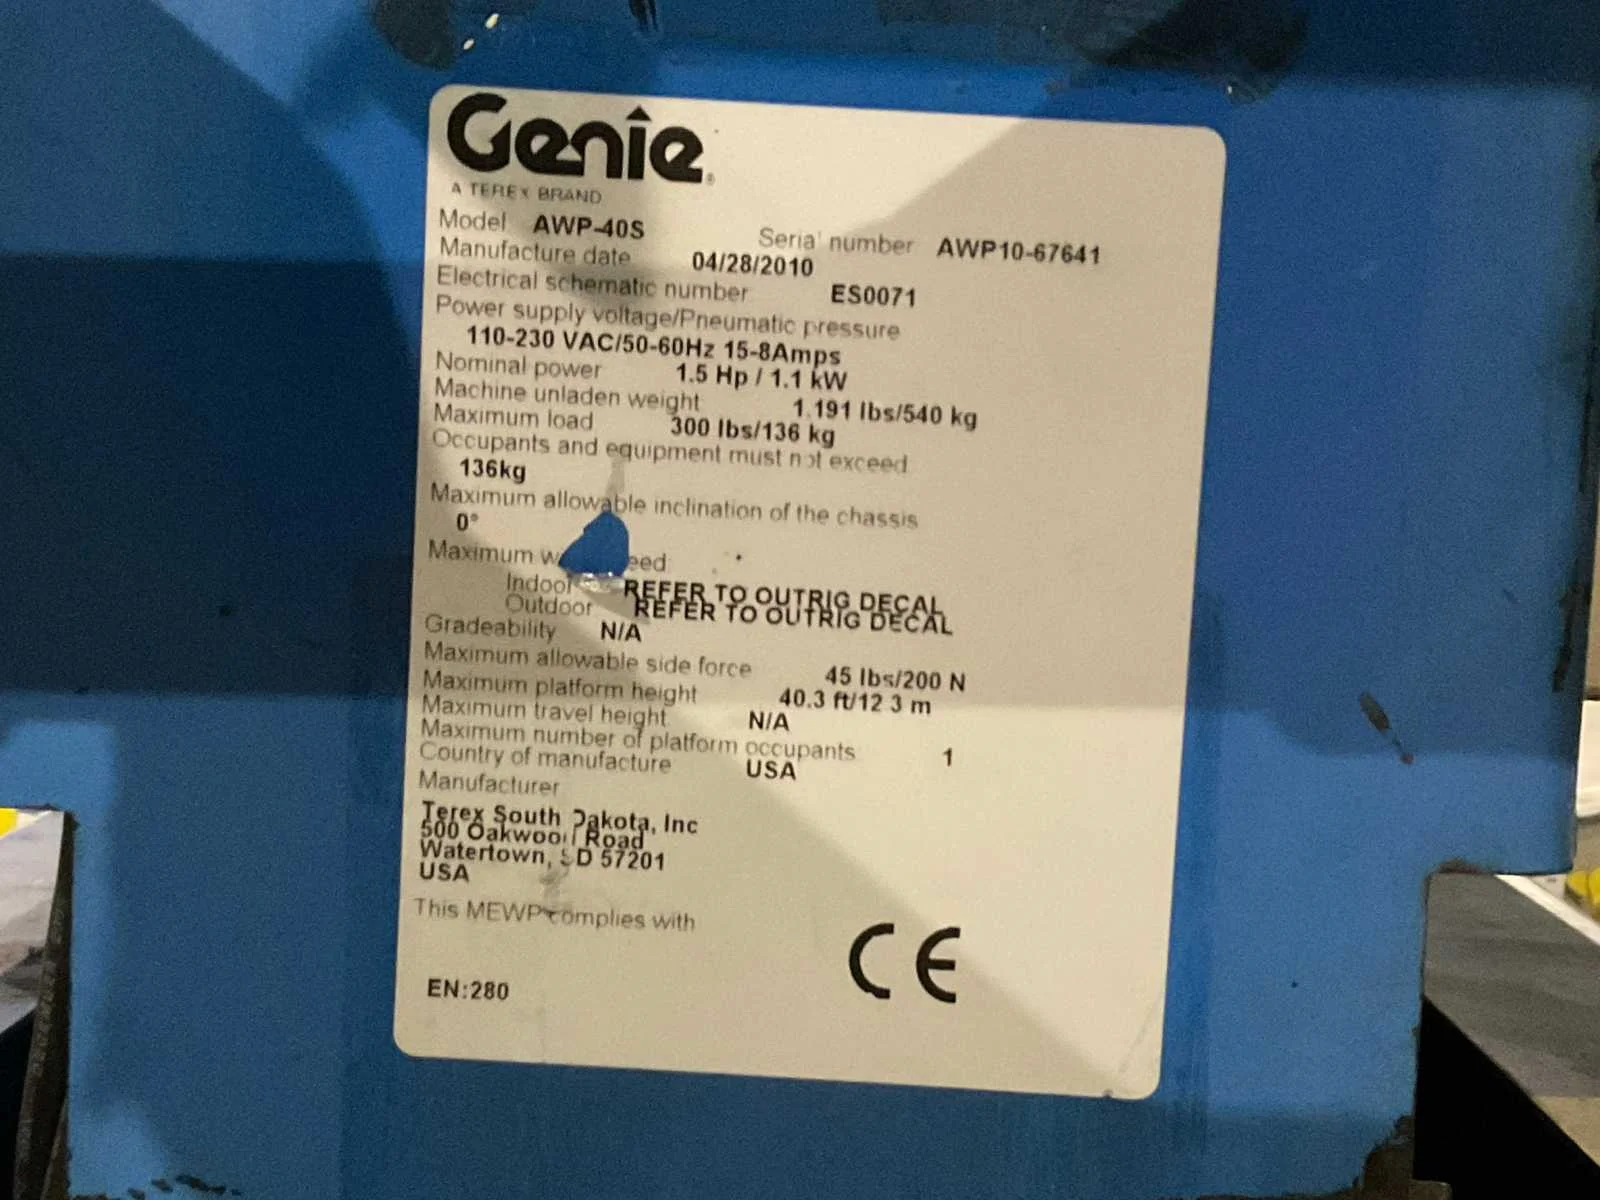 Genie®
A TEREX BRAND
Model AWP-40S Serial number AWP10-67641
Manufacture date 04/28/2010
Electrical schematic number ES0071
Power supply voltage/Pneumatic pressure
110-230 VAC/50-60Hz 15-8Amps
Nominal power 1.5 Hp / 1.1 kW
Machine unladen weight 1.191 lbs/540 kg
Maximum load 300 lbs/136 kg
Occupants and equipment must not exceed
136kg
Maximum allowable inclination of the chassis
0°
Maximum
Indoor REFER TO OUTRIG DECAL
Outdoor REFER TO OUTRIG DECAL
Gradeability N/A
Maximum allowable side force 45 lbs/200 N
Maximum platform height 40.3 ft/12 3 m
Maximum travel height N/A
Maximum number of platform occupants 1
Country of manufacture USA
Manufacturer
Terex South Dakota, Inc
500 Oakwood Road
Watertown, SD 57201
USA
This MEWP complies with
CE
EN:280